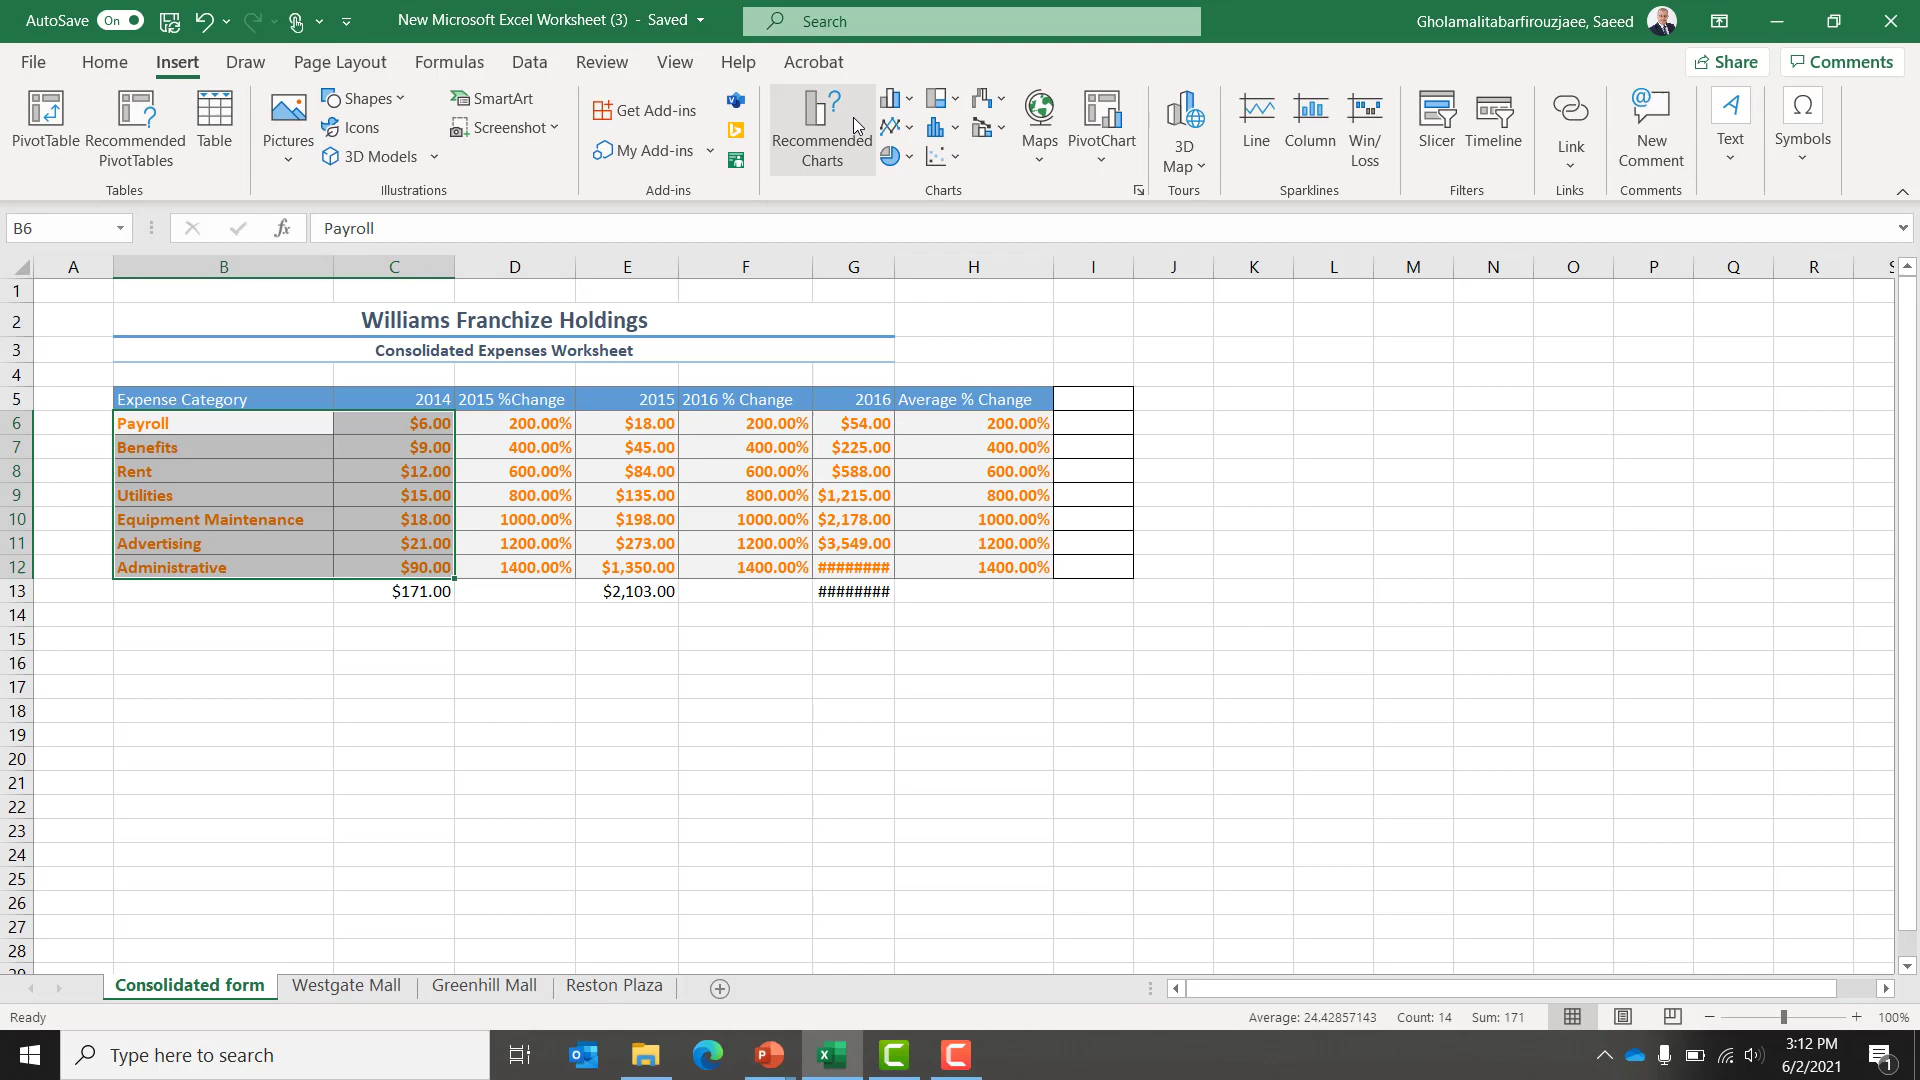 AutoSave On New Microsoft Excel Worksheet (3) - Saved Search Gholamalitabarfirouzjaee, Saeed
File Home Insert Draw Page Layout Formulas Data Review View Help Acrobat Share Comments
PivotTable Recommended PivotTables Table
Tables
Pictures Shapes Icons 3D Models SmartArt Screenshot
Illustrations
Get Add-ins My Add-ins
Add-ins
Recommended Charts Maps PivotChart
Charts
3D Map
Tours
Line Column Win/Loss
Sparklines
Slicer Timeline
Filters
Link
Links
New Comment
Comments
Text
Symbols
B6 fx Payroll
A B C D E F G H I J K L M N O P Q R S
1
2 Williams Franchize Holdings
3 Consolidated Expenses Worksheet
4
5 Expense Category 2014 2015 %Change 2015 2016 % Change 2016 Average % Change
6 Payroll $6.00 200.00% $18.00 200.00% $54.00 200.00%
7 Benefits $9.00 400.00% $45.00 400.00% $225.00 400.00%
8 Rent $12.00 600.00% $84.00 600.00% $588.00 600.00%
9 Utilities $15.00 800.00% $135.00 800.00% $1,215.00 800.00%
10 Equipment Maintenance $18.00 1000.00% $198.00 1000.00% $2,178.00 1000.00%
11 Advertising $21.00 1200.00% $273.00 1200.00% $3,549.00 1200.00%
12 Administrative $90.00 1400.00% $1,350.00 1400.00% ######## 1400.00%
13 $171.00 $2,103.00 ########
14
15
16
17
18
19
20
21
22
23
24
25
26
27
28
29
Consolidated form Westgate Mall Greenhill Mall Reston Plaza
Ready Average: 24.42857143 Count: 14 Sum: 171 100%
Type here to search 3:12 PM
6/2/2021 1